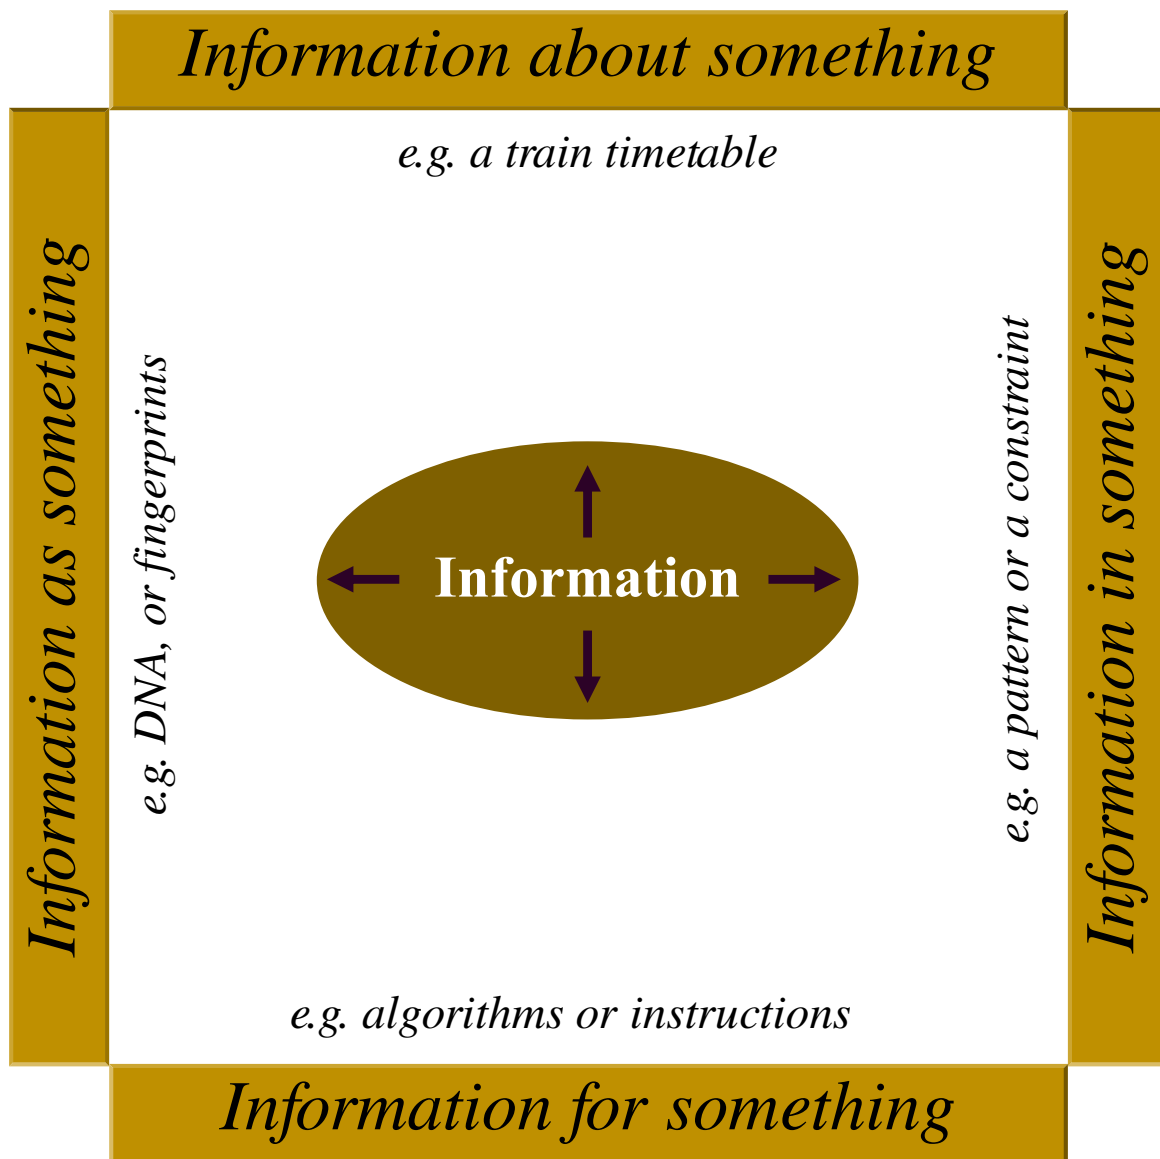 Information about something
e.g. a train timetable
Information as something
e.g. DNA, or fingerprints
Information
e.g. a pattern or a constraint
Information in something
e.g. algorithms or instructions
Information for something